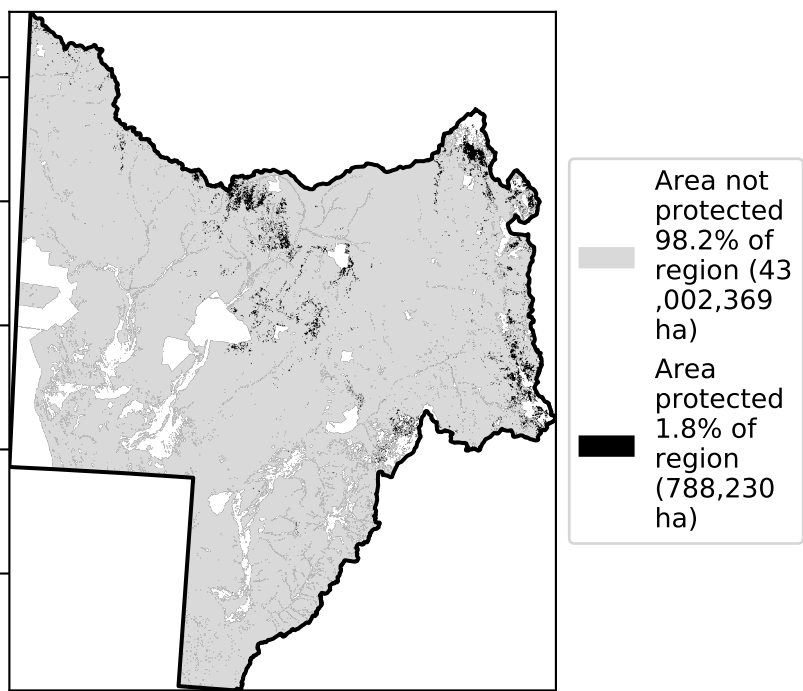 Area not
protected
98.2% of
region (43
,002,369
ha)
Area
protected
1.8% of
region
(788,230
ha)